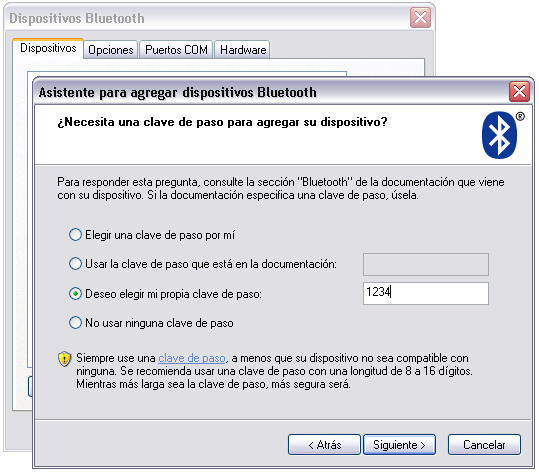 Dispositivos Bluetooth
Dispositivos Opciones Puertos COM Hardware
Asistente para agregar dispositivos Bluetooth
¿Necesita una clave de paso para agregar su dispositivo?
®
Para responder esta pregunta, consulte la sección "Bluetooth" de la documentación que viene
con su dispositivo. Si la documentación especifica una clave de paso, úsela.
Elegir una clave de paso por mí
Usar la clave de paso que está en la documentación:
Deseo elegir mi propia clave de paso: 1234
No usar ninguna clave de paso
Siempre use una clave de paso, a menos que su dispositivo no sea compatible con
ninguna. Se recomienda usar una clave de paso con una longitud de 8 a 16 dígitos.
Mientras más larga sea la clave de paso, más segura será.
< Atrás Siguiente > Cancelar